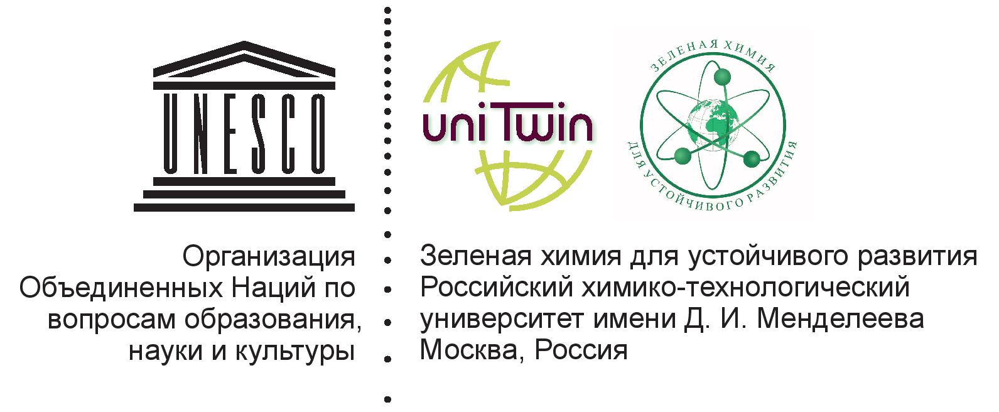 UNESCO
Организация
Объединенных Наций по
вопросам образования,
науки и культуры
uniTwin
ЗЕЛЕНАЯ ХИМИЯ
ДЛЯ УСТОЙЧИВОГО РАЗВИТИЯ
Зеленая химия для устойчивого развития
Российский химико-технологический
университет имени Д. И. Менделеева
Москва, Россия